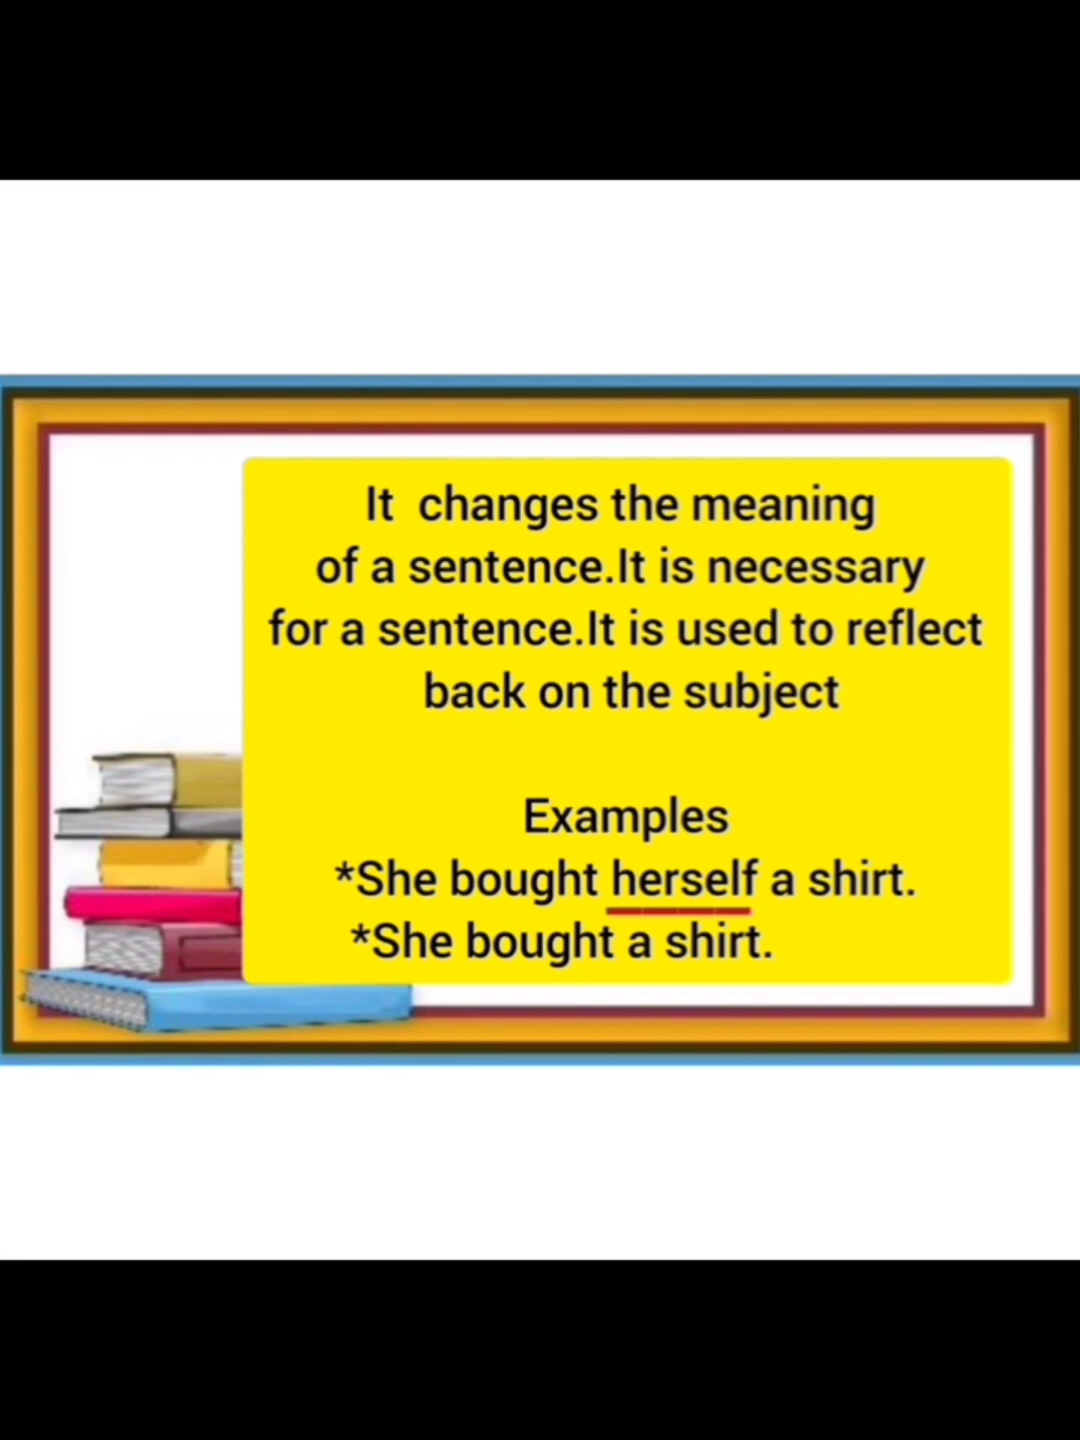 It  changes the meaning
of a sentence.It is necessary
for a sentence.It is used to reflect
back on the subject
Examples
*She bought herself a shirt.
*She bought a shirt.